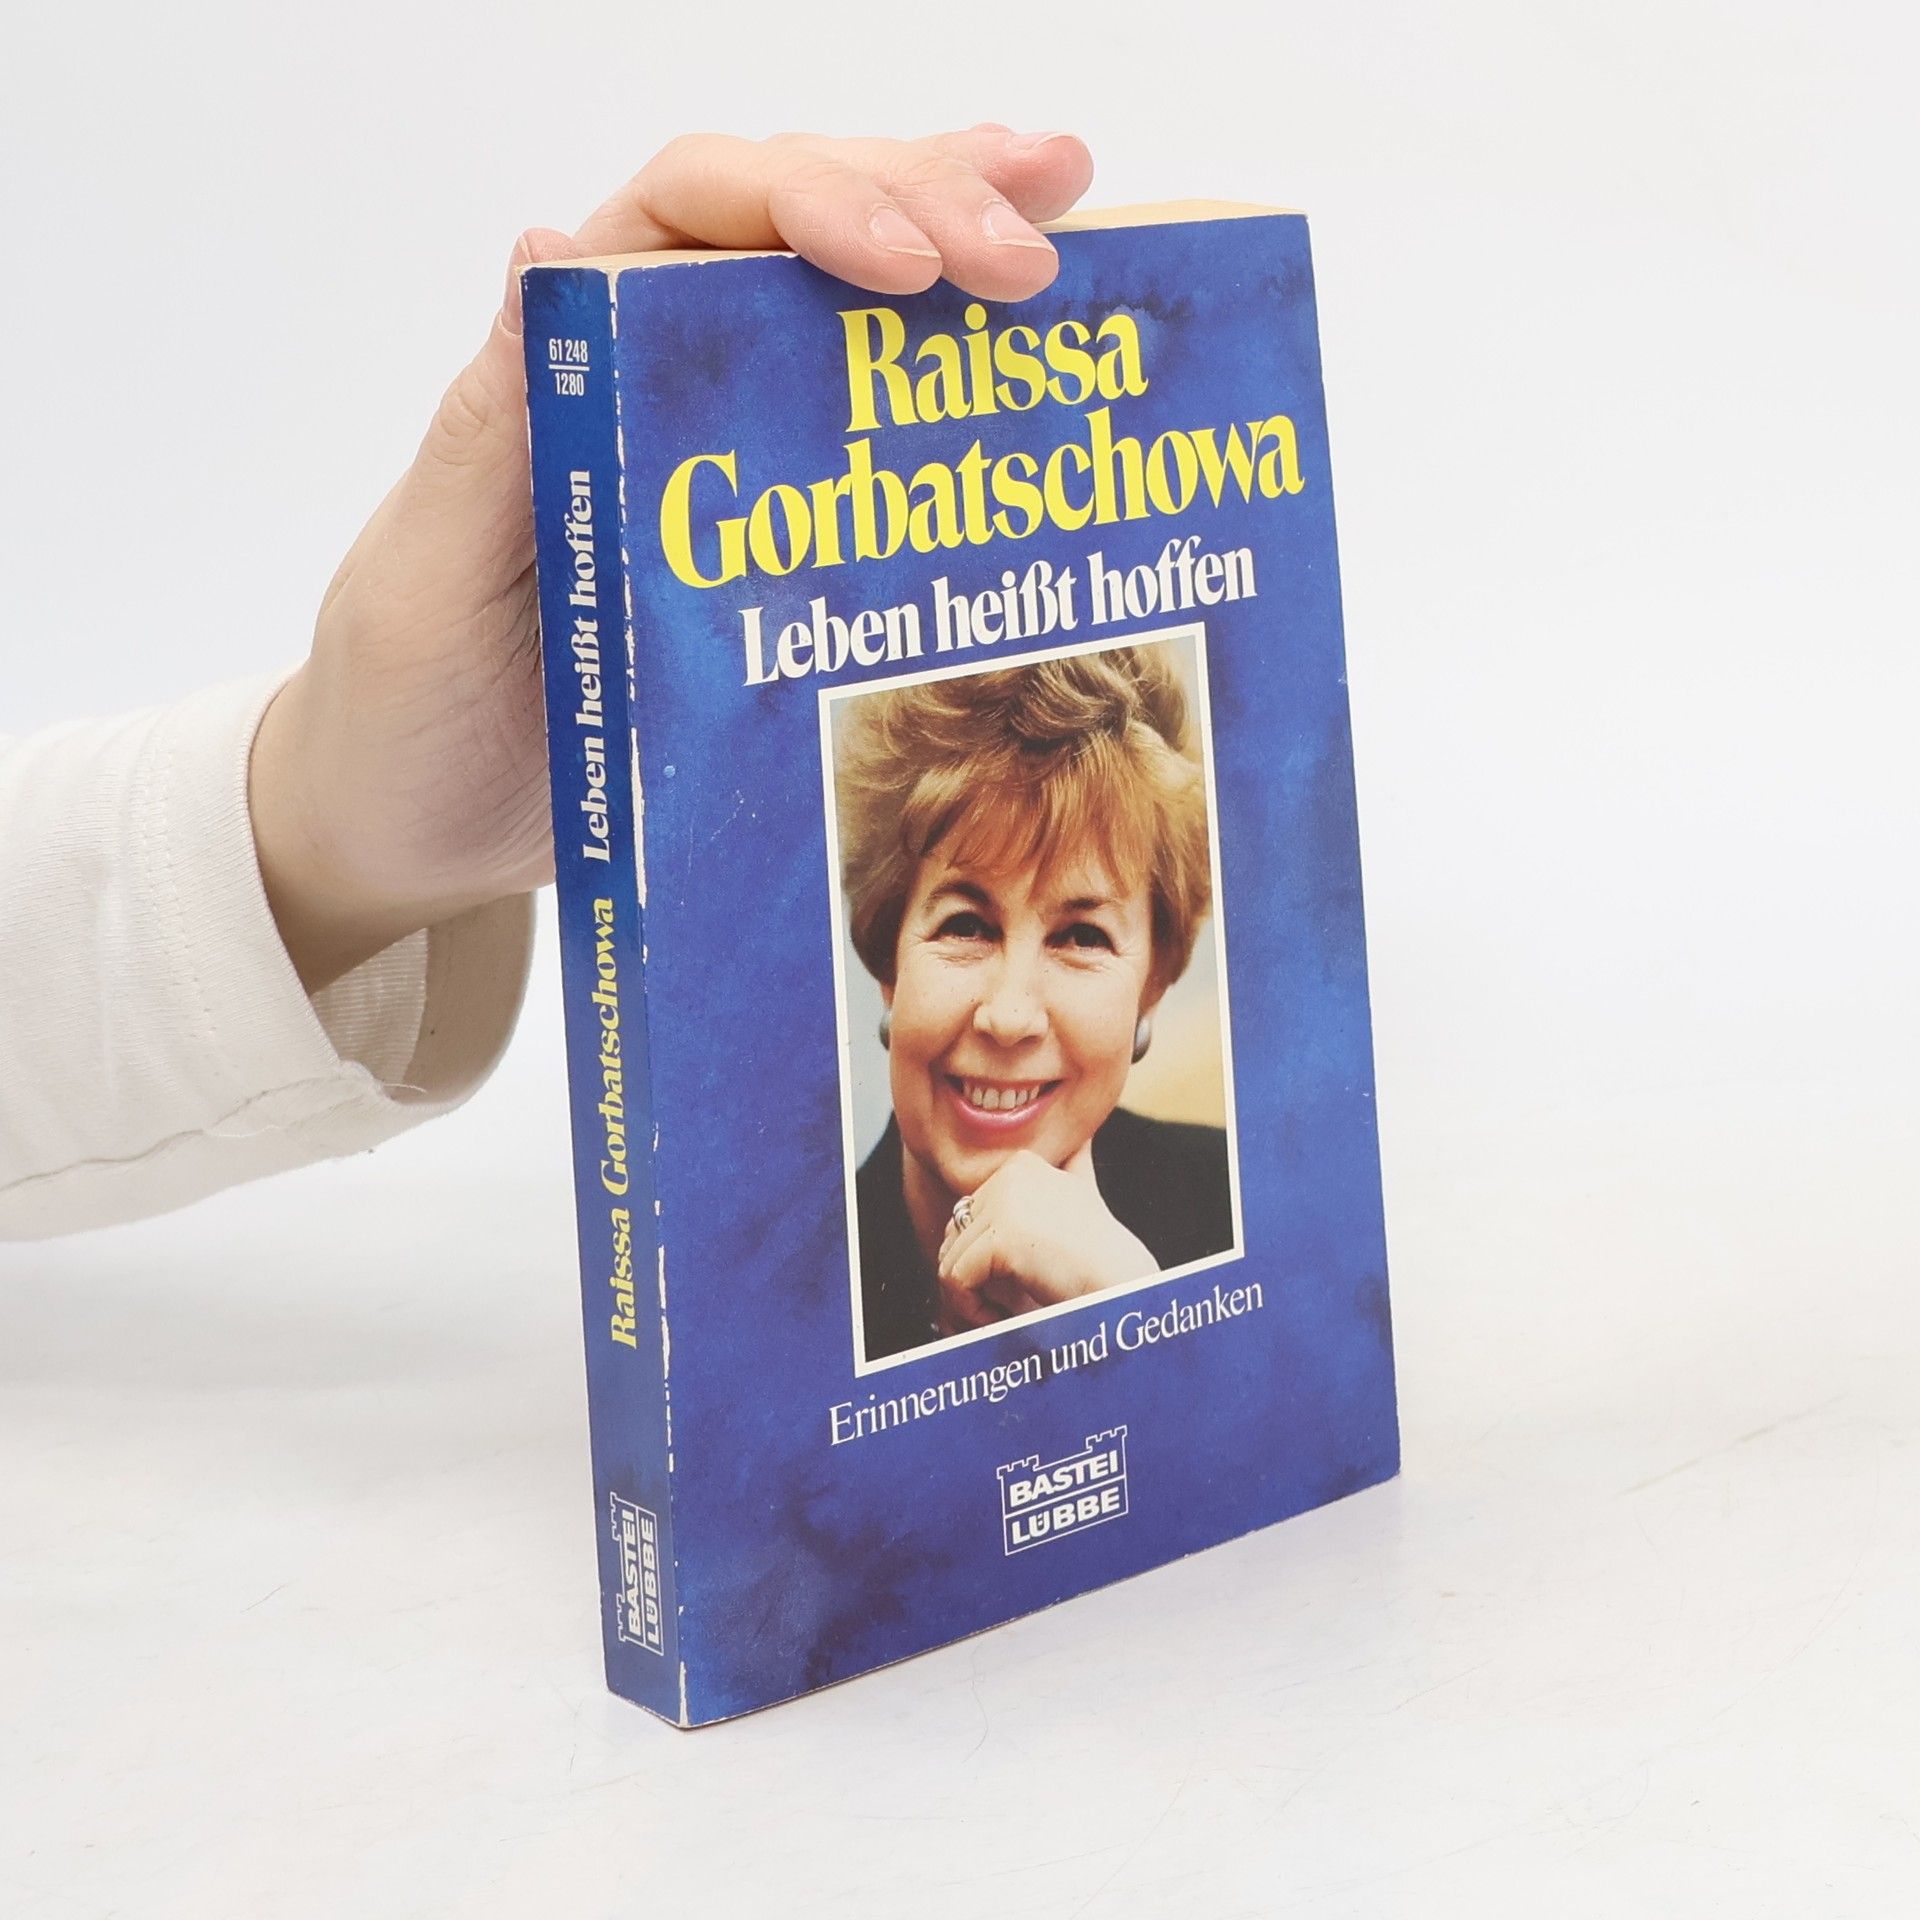 Raissa
Gorbatschowa
Leben heißt hoffen
Erinnerungen und Gedanken
BASTEI
LÜBBE
61 248
1280
Raissa Gorbatschowa Leben heißt hoffen
BASTEI
LÜBBE